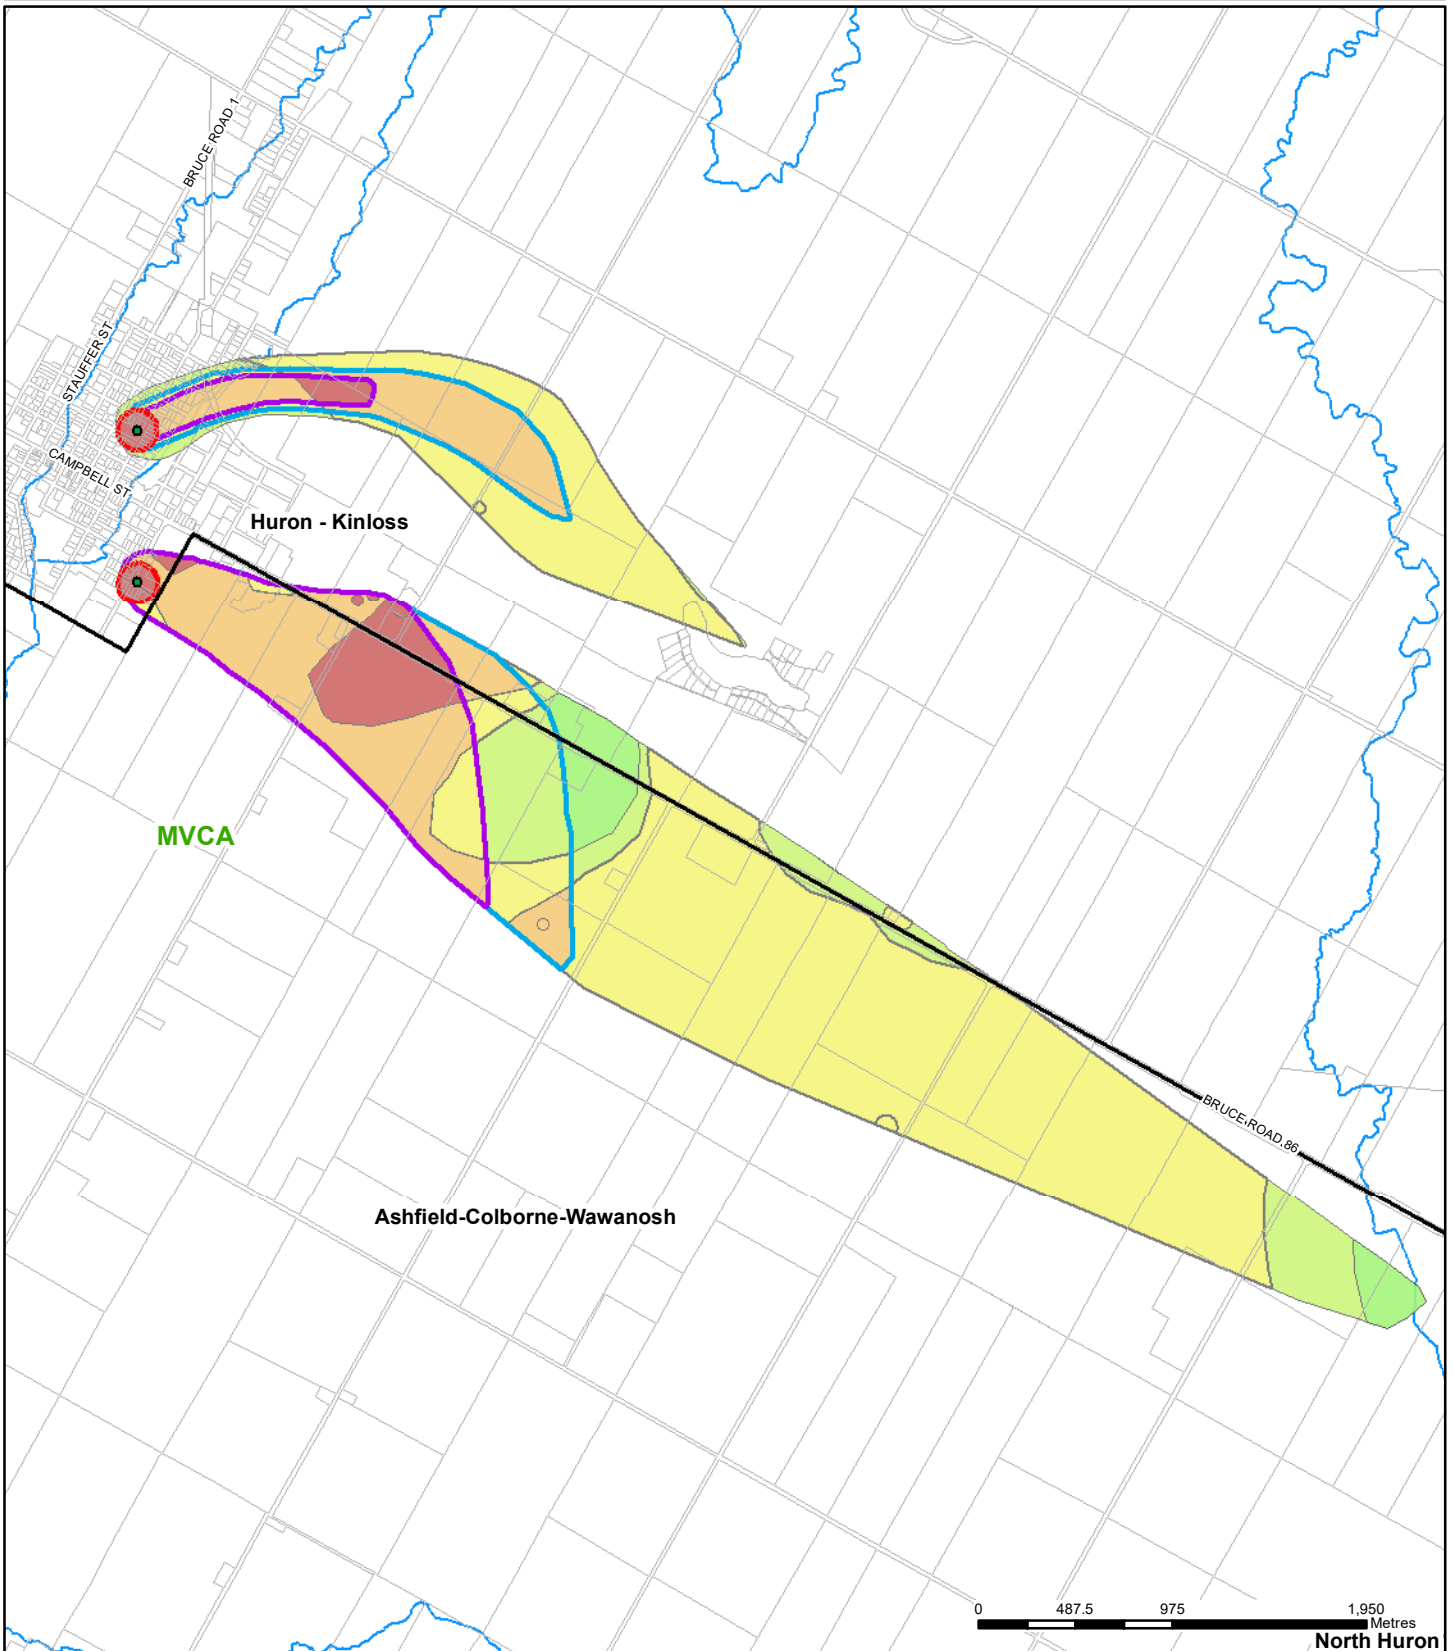 BRUCE ROAD 1
STAUFFER ST
CAMPBELL ST
Huron - Kinloss
MVCA
BRUCE ROAD 86
Ashfield-Colborne-Wawanosh
0 487.5 975 1,950
Metres
North Huron